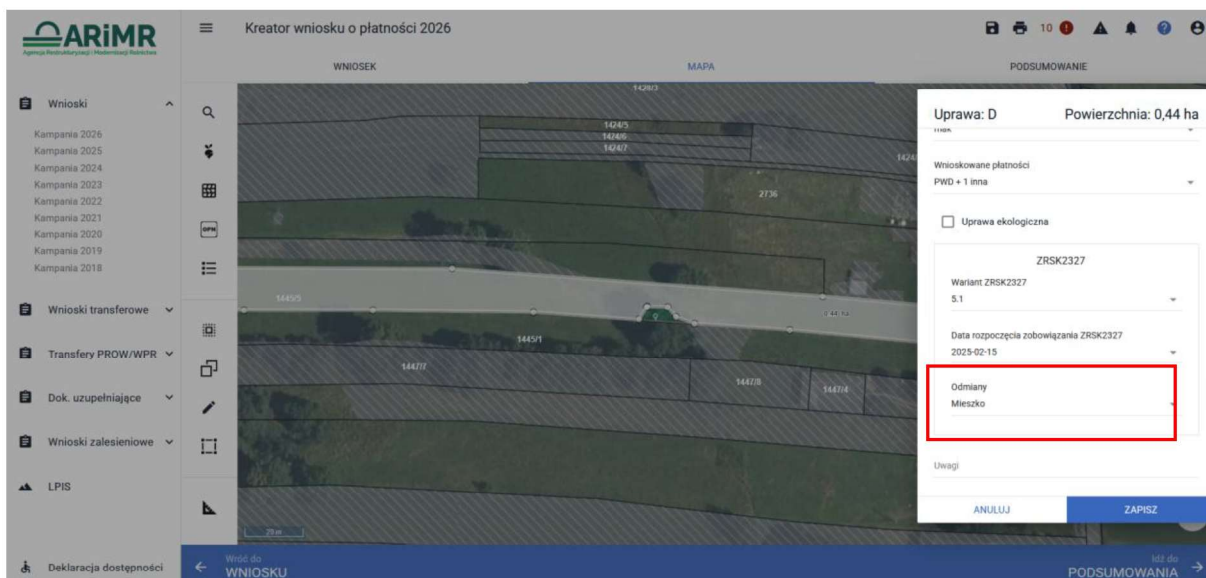 ARiMR
Agencja Restrukturyzacji i Modernizacji Rolnictwa
Kreator wniosku o płatności 2026
10
WNIOSEK
MAPA
PODSUMOWANIE
Wnioski
Kampania 2026
Kampania 2025
Kampania 2024
Kampania 2023
Kampania 2022
Kampania 2021
Kampania 2020
Kampania 2019
Kampania 2018
Wnioski transferowe
Transfery PROW/WPR
Dok. uzupełniające
Wnioski zalesieniowe
LPIS
Deklaracja dostępności
OPM
1428/3
1424/5
1424/6
1424/7
1424/
2736
1445/5
0,44 ha
1445/1
1447/7
1447/8
1447/4
20 m
Uprawa: D
Powierzchnia: 0,44 ha
mak
Wnioskowane płatności
PWD + 1 inna
Uprawa ekologiczna
ZRSK2327
Wariant ZRSK2327
5.1
Data rozpoczęcia zobowiązania ZRSK2327
2025-02-15
Odmiany
Mieszko
Uwagi
ANULUJ
ZAPISZ
Wróć do
WNIOSKU
Idź do
PODSUMOWANIA